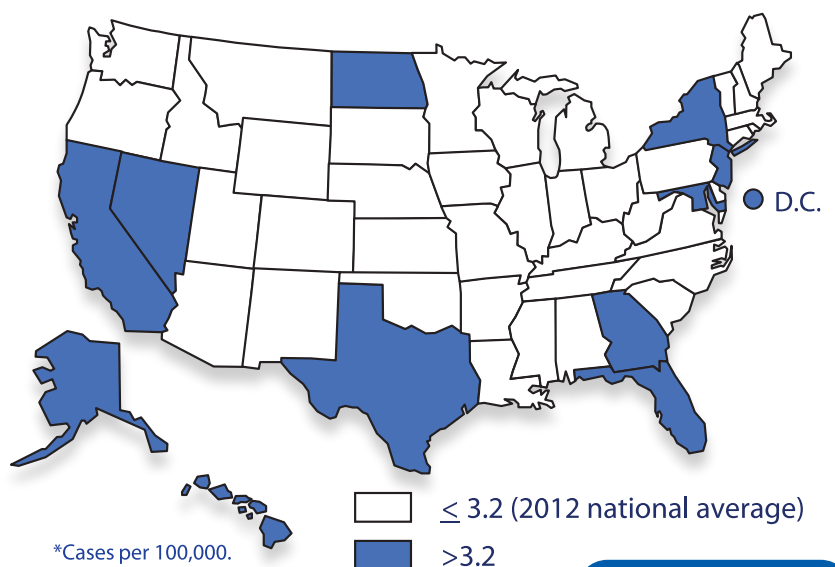 D.C.
≤ 3.2 (2012 national average)
*Cases per 100,000.
>3.2